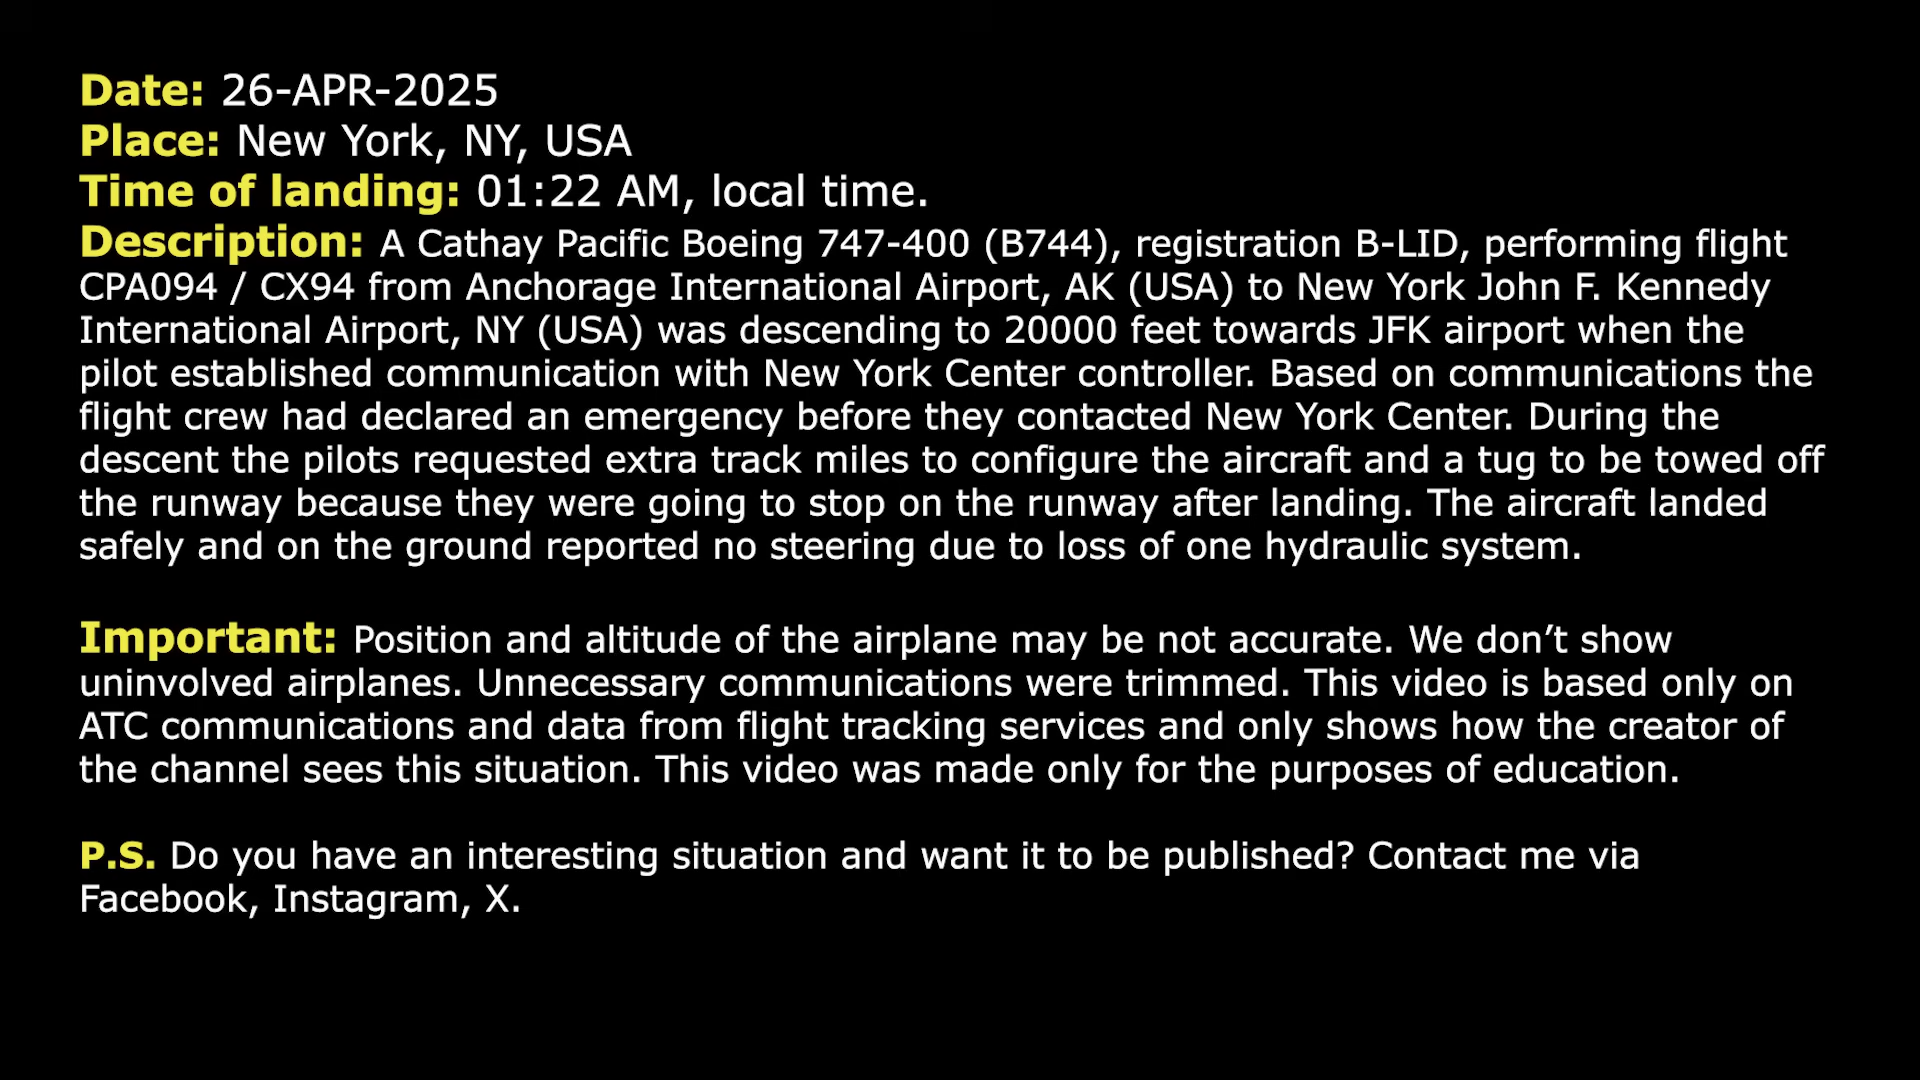 Date: 26-APR-2025
Place: New York, NY, USA
Time of landing: 01:22 AM, local time.
Description: A Cathay Pacific Boeing 747-400 (B744), registration B-LID, performing flight
CPA094 / CX94 from Anchorage International Airport, AK (USA) to New York John F. Kennedy
International Airport, NY (USA) was descending to 20000 feet towards JFK airport when the
pilot established communication with New York Center controller. Based on communications the
flight crew had declared an emergency before they contacted New York Center. During the
descent the pilots requested extra track miles to configure the aircraft and a tug to be towed off
the runway because they were going to stop on the runway after landing. The aircraft landed
safely and on the ground reported no steering due to loss of one hydraulic system.
Important: Position and altitude of the airplane may be not accurate. We don’t show
uninvolved airplanes. Unnecessary communications were trimmed. This video is based only on
ATC communications and data from flight tracking services and only shows how the creator of
the channel sees this situation. This video was made only for the purposes of education.
P.S. Do you have an interesting situation and want it to be published? Contact me via
Facebook, Instagram, X.